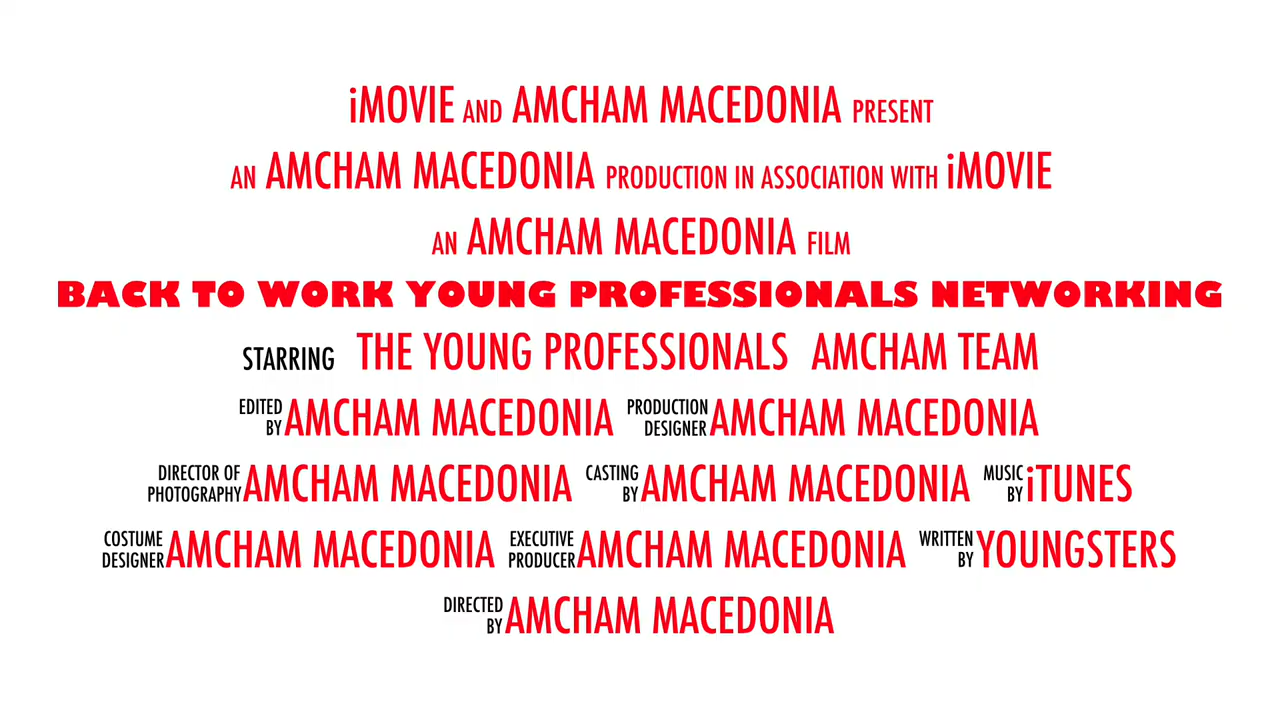 iMOVIE AND AMCHAM MACEDONIA PRESENT
AN AMCHAM MACEDONIA PRODUCTION IN ASSOCIATION WITH iMOVIE
AN AMCHAM MACEDONIA FILM
BACK TO WORK YOUNG PROFESSIONALS NETWORKING
STARRING THE YOUNG PROFESSIONALS AMCHAM TEAM
EDITED BY AMCHAM MACEDONIA PRODUCTION DESIGNER AMCHAM MACEDONIA
DIRECTOR OF PHOTOGRAPHY AMCHAM MACEDONIA CASTING BY AMCHAM MACEDONIA MUSIC BY iTUNES
COSTUME DESIGNER AMCHAM MACEDONIA EXECUTIVE PRODUCER AMCHAM MACEDONIA WRITTEN BY YOUNGSTERS
DIRECTED BY AMCHAM MACEDONIA